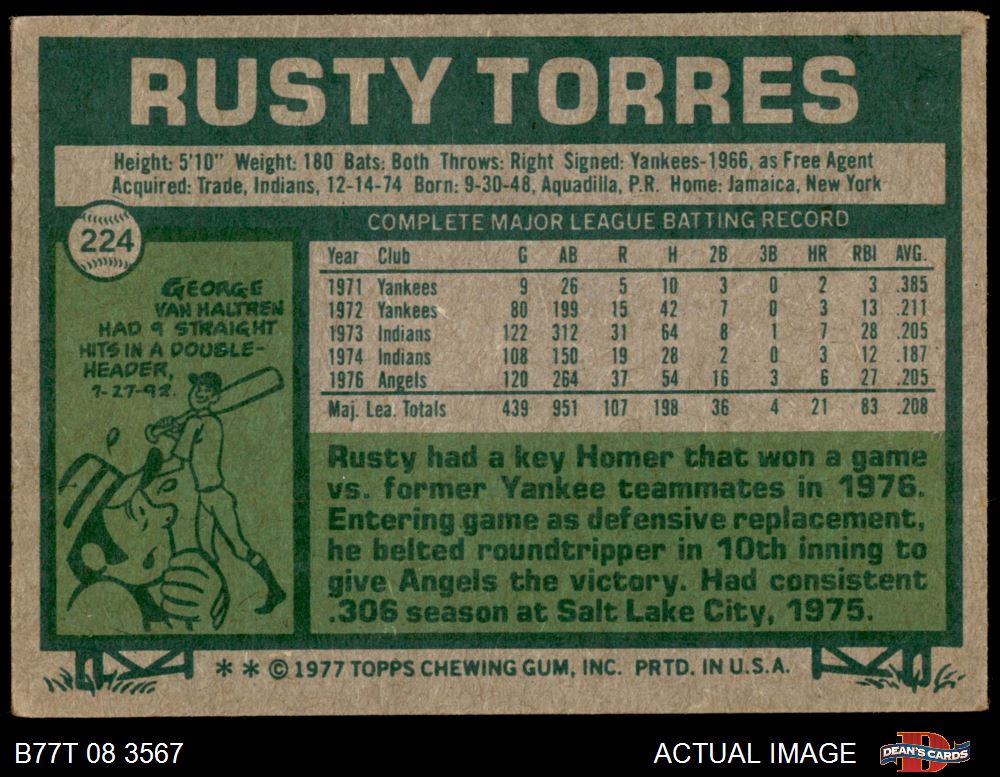 RUSTY TORRES
Height: 5'10" Weight: 180 Bats: Both Throws: Right Signed: Yankees-1966, as Free Agent
Acquired: Trade, Indians, 12-14-74 Born: 9-30-48, Aquadilla, P.R. Home: Jamaica, New York
224
COMPLETE MAJOR LEAGUE BATTING RECORD
Year Club G AB R H 2B 3B HR RBI AVG.
1971 Yankees 9 26 5 10 3 0 2 3 .385
1972 Yankees 80 199 15 42 7 0 3 13 .211
1973 Indians 122 312 31 64 8 1 7 28 .205
1974 Indians 108 150 19 28 2 0 3 12 .187
1976 Angels 120 264 37 54 16 3 6 27 .205
Maj. Lea. Totals 439 951 107 198 36 4 21 83 .208
GEORGE
VAN HALTREN
HAD 9 STRAIGHT
HITS IN A DOUBLE-
HEADER,
7-27-92.
Rusty had a key Homer that won a game
vs. former Yankee teammates in 1976.
Entering game as defensive replacement,
he belted roundtripper in 10th inning to
give Angels the victory. Had consistent
.306 season at Salt Lake City, 1975.
** © 1977 TOPPS CHEWING GUM, INC. PRTD. IN U.S.A.
B77T 08 3567
ACTUAL IMAGE
DEAN'S CARDS